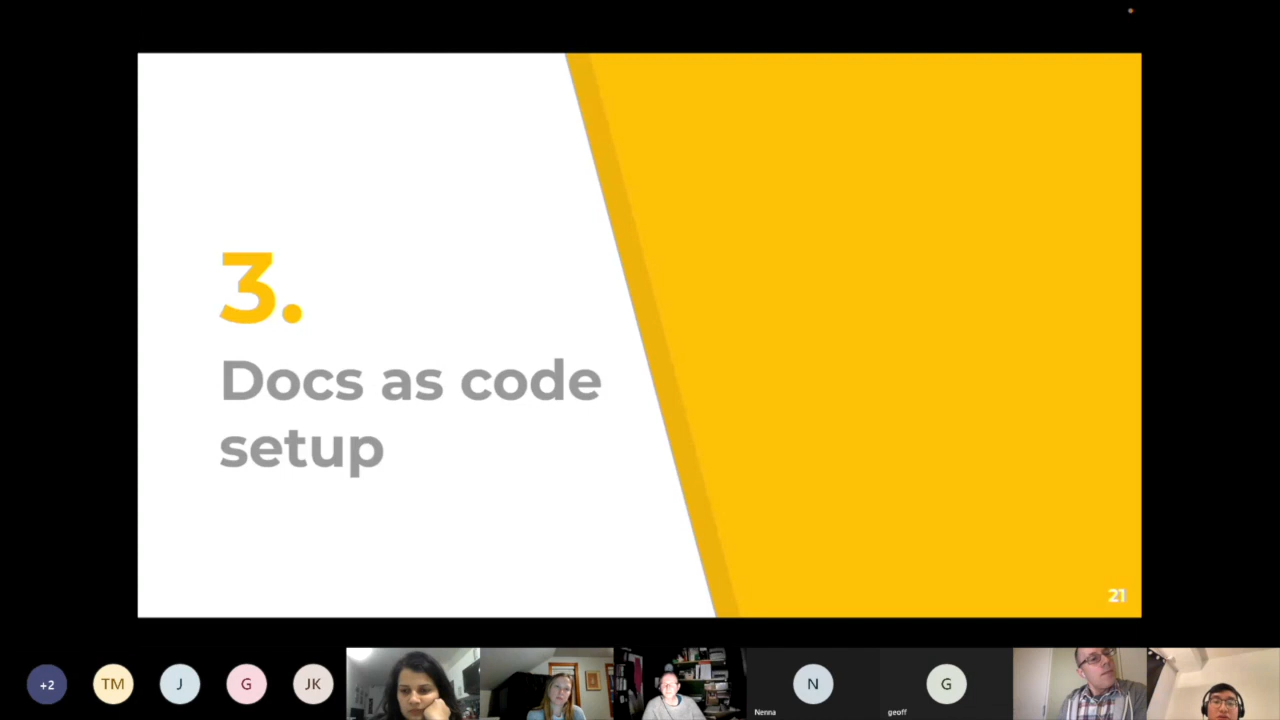 3.
Docs as code
setup
21
+2
TM
J
G
JK
N
Nenna
G
geoff